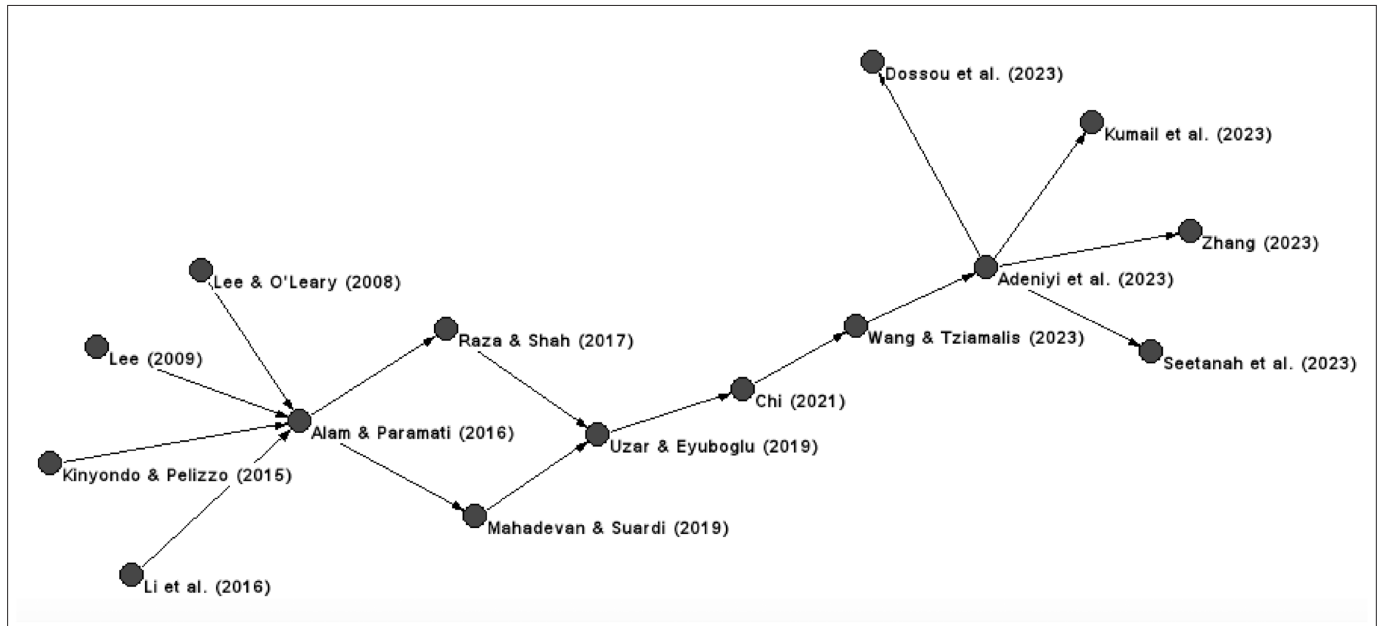 Dossou et al. (2023)
Kumail et al. (2023)
Zhang (2023)
Adeniyi et al. (2023)
Lee & O'Leary (2008)
Wang & Tziamalis (2023)
Raza & Shah (2017)
Lee (2009)
Seetanah et al. (2023)
Chi (2021)
Alam & Paramati (2016)
Uzar & Eyuboglu (2019)
Kinyondo & Pelizzo (2015)
Mahadevan & Suardi (2019)
Li et al. (2016)